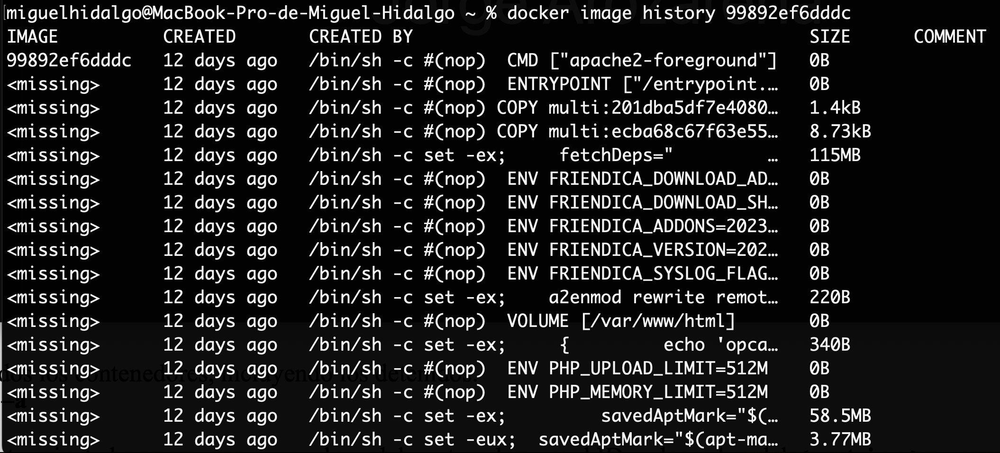 miguelhidalgo@MacBook-Pro-de-Miguel-Hidalgo ~ % docker image history 99892ef6dddc
IMAGE CREATED CREATED BY SIZE COMMENT
99892ef6dddc 12 days ago /bin/sh -c #(nop) CMD ["apache2-foreground"] 0B
<missing> 12 days ago /bin/sh -c #(nop) ENTRYPOINT ["/entrypoint.… 0B
<missing> 12 days ago /bin/sh -c #(nop) COPY multi:201dba5df7e4080… 1.4kB
<missing> 12 days ago /bin/sh -c #(nop) COPY multi:ecba68c67f63e55… 8.73kB
<missing> 12 days ago /bin/sh -c set -ex; fetchDeps=" … 115MB
<missing> 12 days ago /bin/sh -c #(nop) ENV FRIENDICA_DOWNLOAD_AD… 0B
<missing> 12 days ago /bin/sh -c #(nop) ENV FRIENDICA_DOWNLOAD_SH… 0B
<missing> 12 days ago /bin/sh -c #(nop) ENV FRIENDICA_ADDONS=2023… 0B
<missing> 12 days ago /bin/sh -c #(nop) ENV FRIENDICA_VERSION=202… 0B
<missing> 12 days ago /bin/sh -c #(nop) ENV FRIENDICA_SYSLOG_FLAG… 0B
<missing> 12 days ago /bin/sh -c set -ex; a2enmod rewrite remot… 220B
<missing> 12 days ago /bin/sh -c #(nop) VOLUME [/var/www/html] 0B
<missing> 12 days ago /bin/sh -c set -ex; { echo 'opca… 340B
<missing> 12 days ago /bin/sh -c #(nop) ENV PHP_UPLOAD_LIMIT=512M 0B
<missing> 12 days ago /bin/sh -c #(nop) ENV PHP_MEMORY_LIMIT=512M 0B
<missing> 12 days ago /bin/sh -c set -ex; savedAptMark="$(… 58.5MB
<missing> 12 days ago /bin/sh -c set -eux; savedAptMark="$(apt-ma… 3.77MB